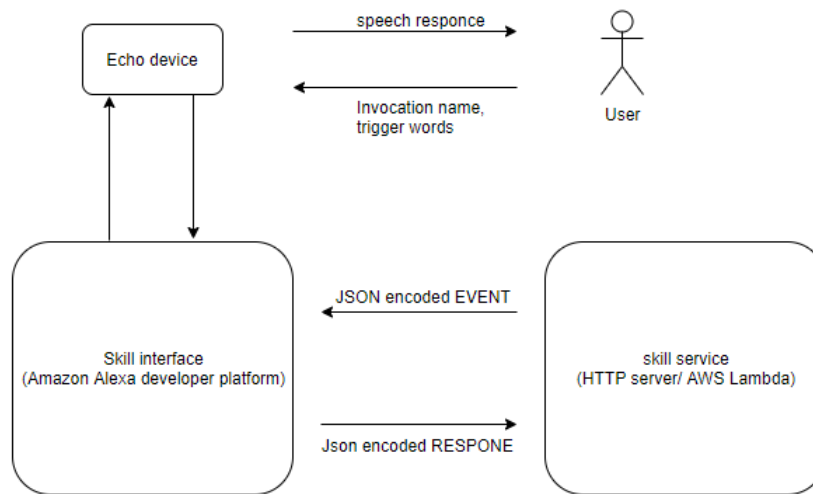 speech responce
Echo device
Invocation name,
trigger words
User
JSON encoded EVENT
Skill interface
(Amazon Alexa developer platform)
skill service
(HTTP server/ AWS Lambda)
Json encoded RESPONE